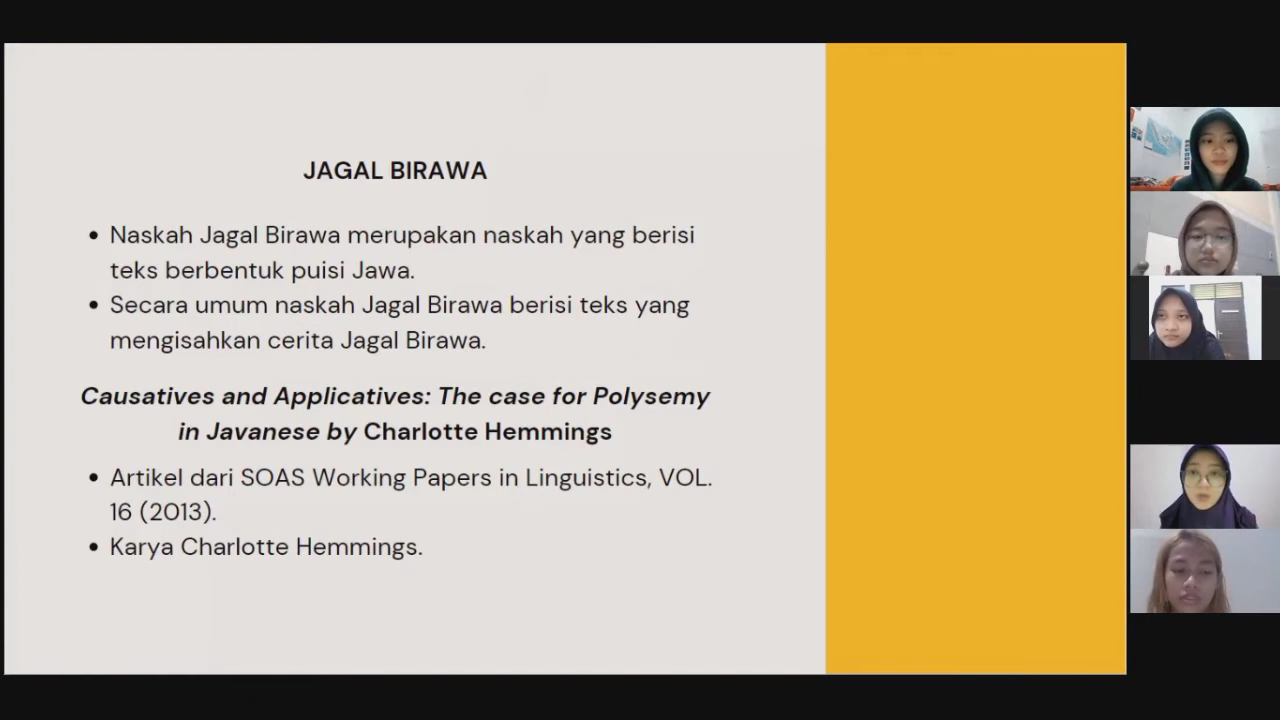 JAGAL BIRAWA
• Naskah Jagal Birawa merupakan naskah yang berisi
teks berbentuk puisi Jawa.
• Secara umum naskah Jagal Birawa berisi teks yang
mengisahkan cerita Jagal Birawa.
Causatives and Applicatives: The case for Polysemy
in Javanese by Charlotte Hemmings
• Artikel dari SOAS Working Papers in Linguistics, VOL.
16 (2013).
• Karya Charlotte Hemmings.